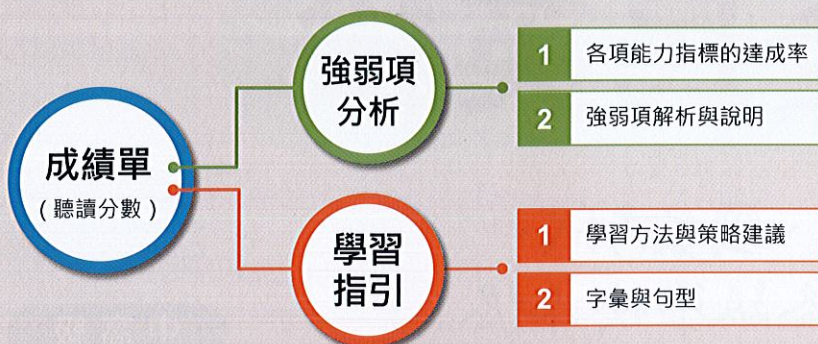 成績單
(聽讀分數)
強弱項
分析
1 各項能力指標的達成率
2 強弱項解析與說明
學習
指引
1 學習方法與策略建議
2 字彙與句型